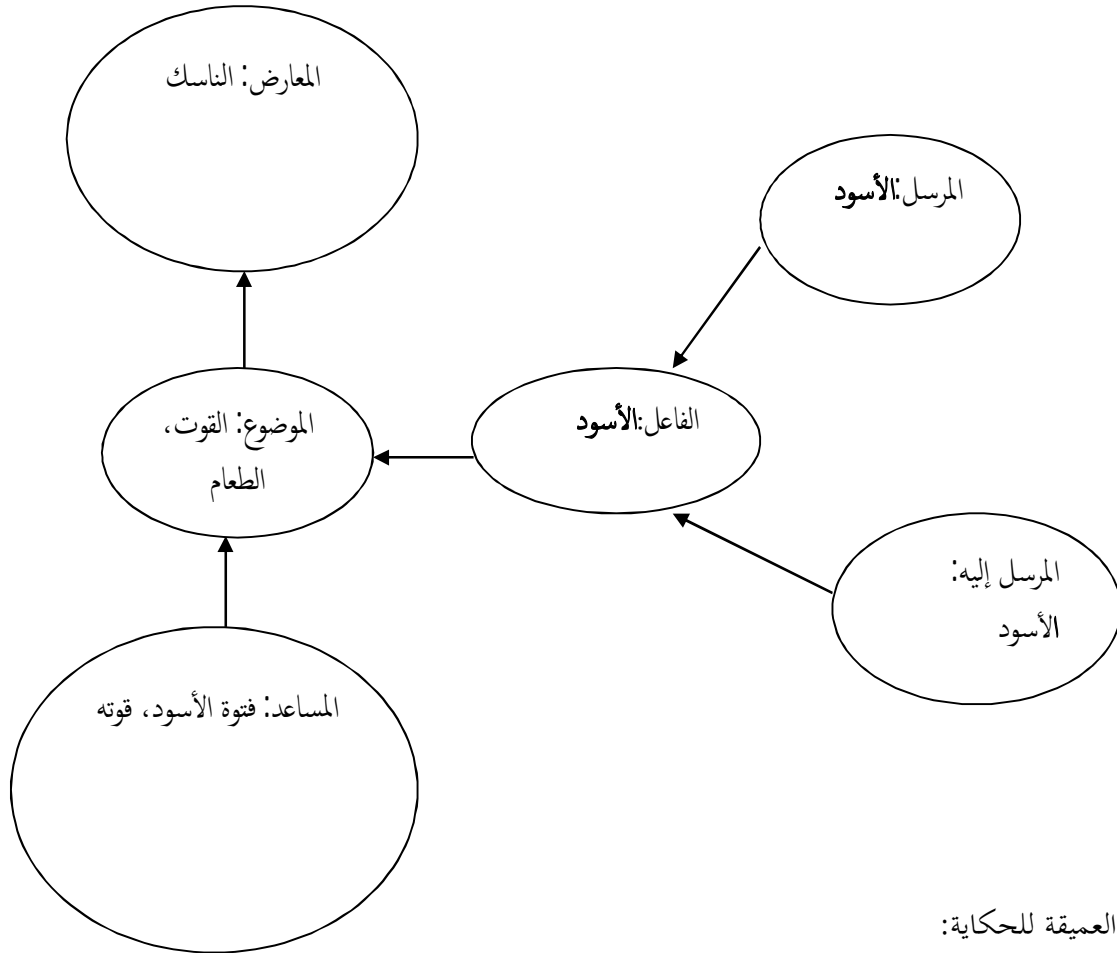 المعارض: الناسك
المرسل:الأسود
الفاعل:الأسود
الموضوع: القوت،
الطعام
المرسل إليه:
الأسود
المساعد: فتوة الأسود، قوته
العميقة للحكاية: